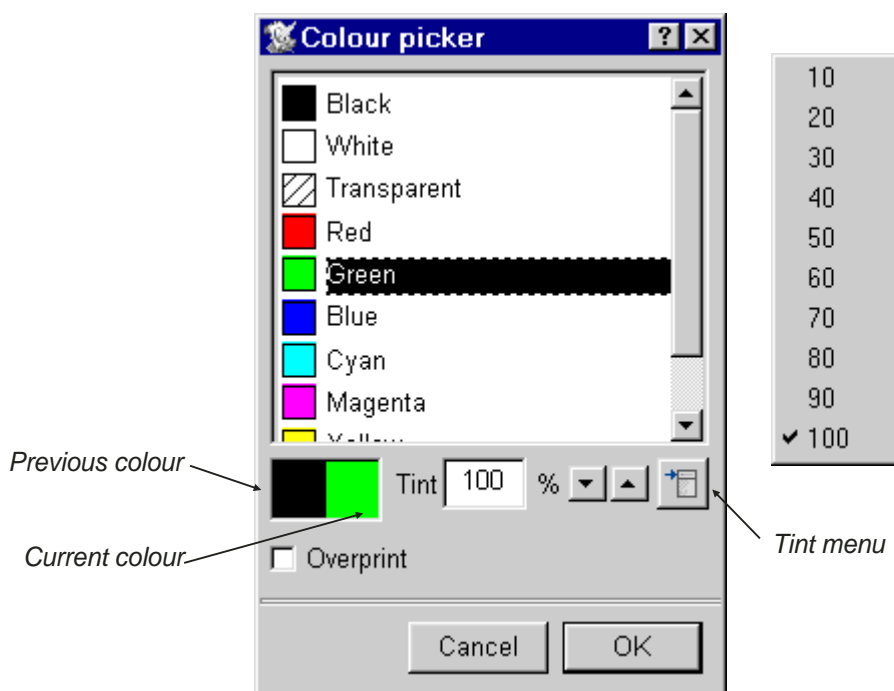 Colour picker
Black
White
Transparent
Red
Green
Blue
Cyan
Magenta
Yellow
Previous colour
Tint 100 %
Current colour
Overprint
Cancel OK
10
20
30
40
50
60
70
80
90
✔ 100
Tint menu